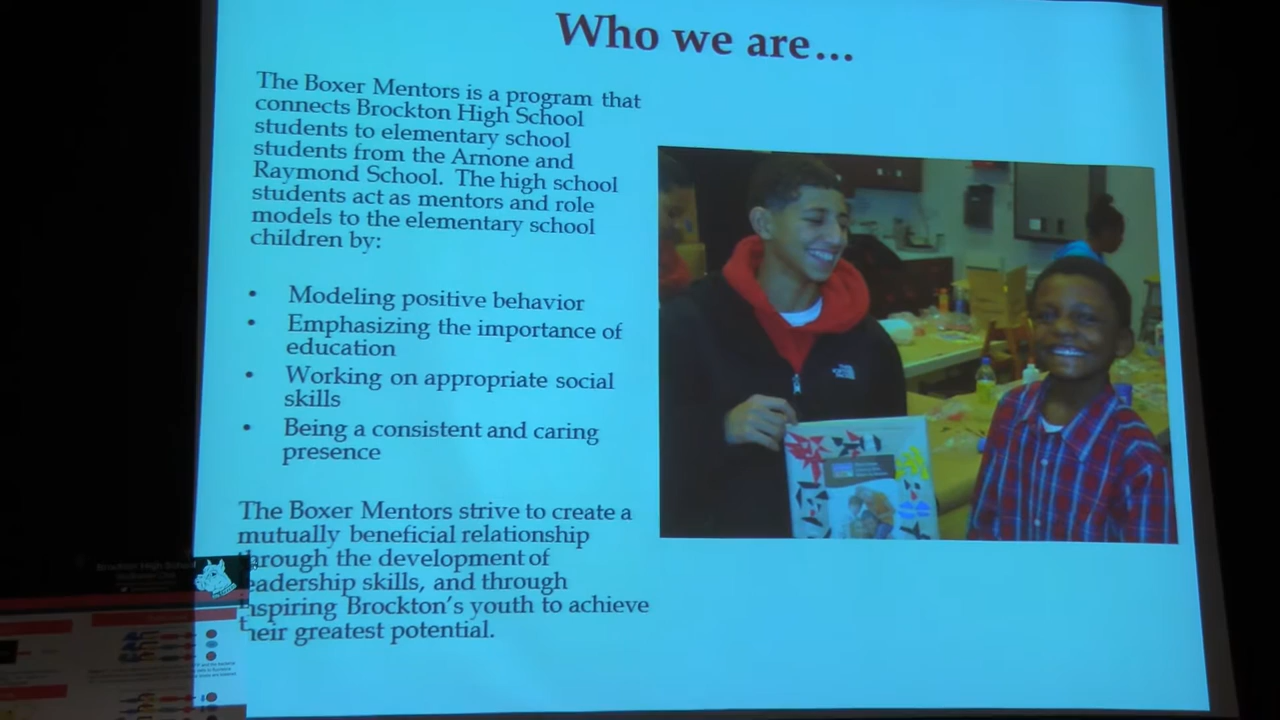 Who we are...
The Boxer Mentors is a program that
connects Brockton High School
students to elementary school
students from the Arnone and
Raymond School. The high school
students act as mentors and role
models to the elementary school
children by:
• Modeling positive behavior
• Emphasizing the importance of
education
• Working on appropriate social
skills
• Being a consistent and caring
presence
The Boxer Mentors strive to create a
mutually beneficial relationship
through the development of
leadership skills, and through
inspiring Brockton's youth to achieve
their greatest potential.
Brockton High School